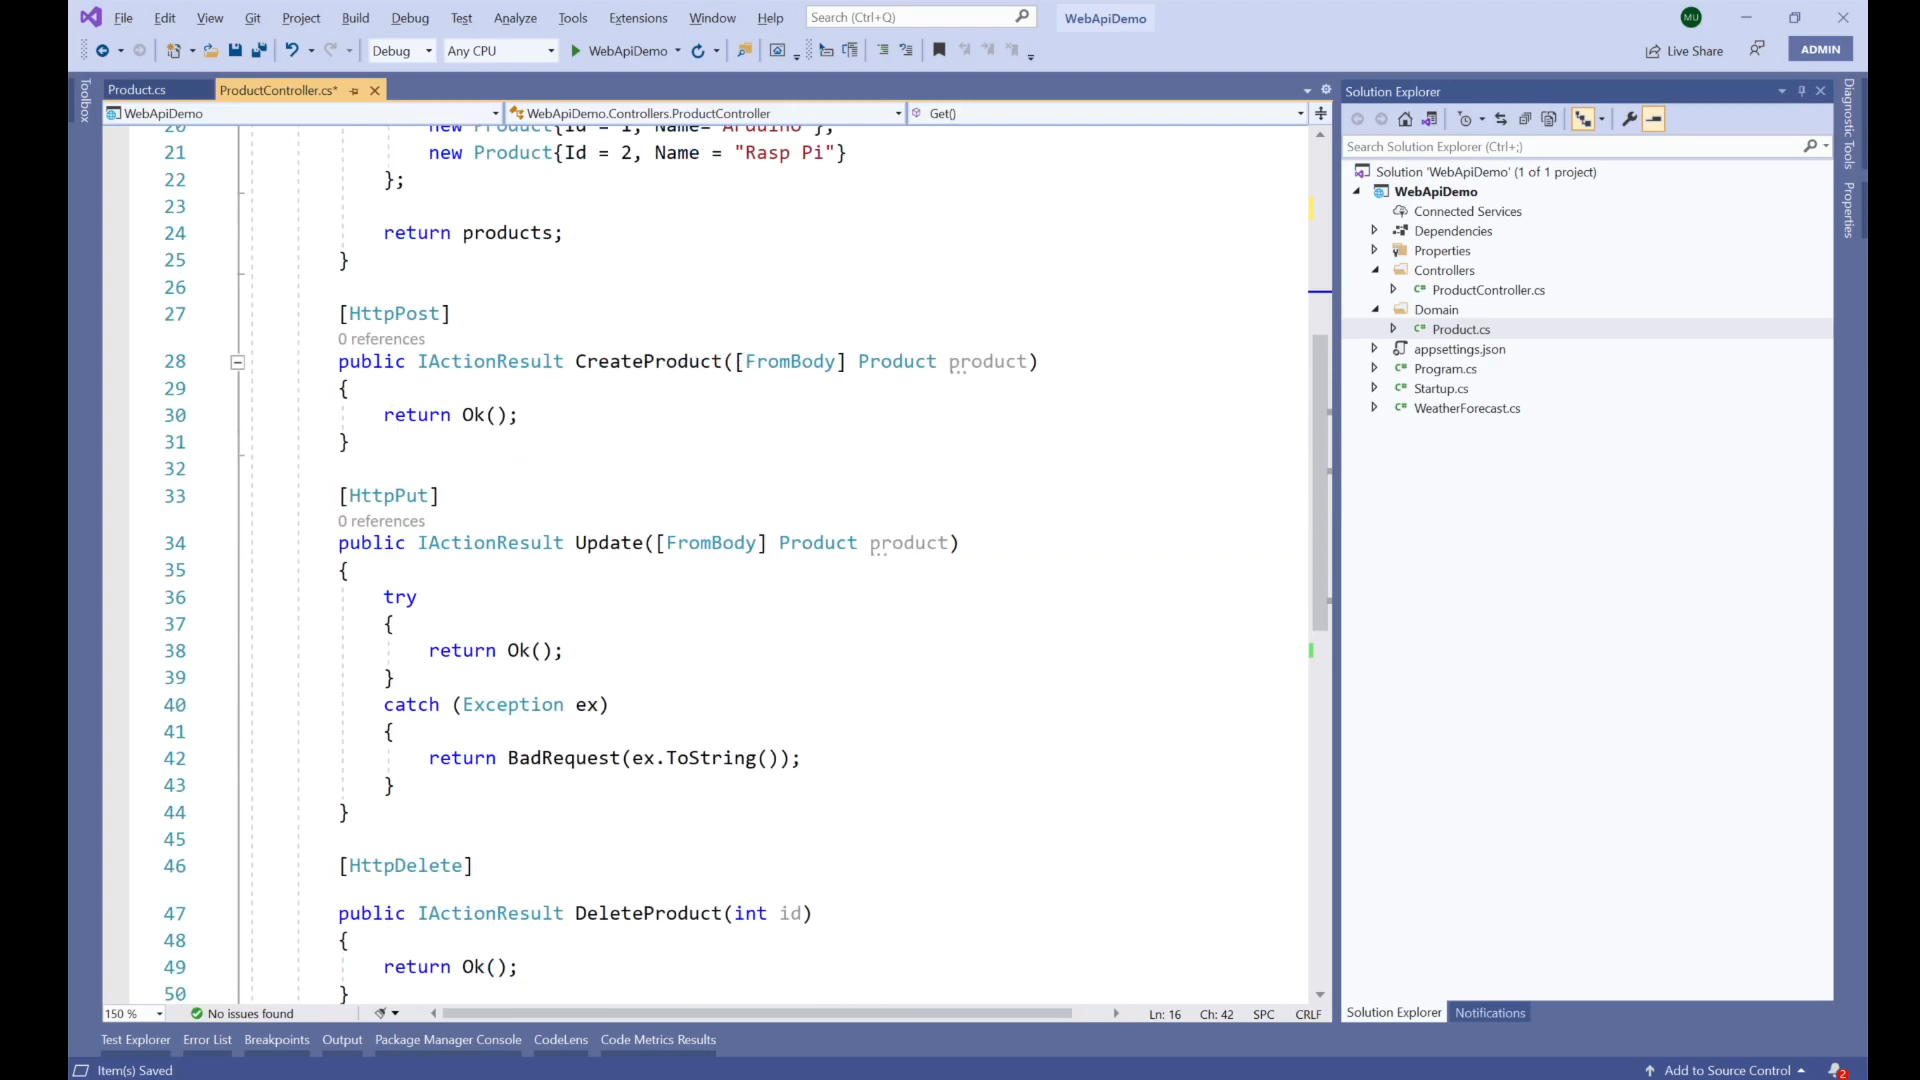 File Edit View Git Project Build Debug Test Analyze Tools Extensions Window Help Search (Ctrl+Q) WebApiDemo MU
Debug Any CPU WebApiDemo Live Share ADMIN
Toolbox
Product.cs ProductController.cs*
WebApiDemo WebApiDemo.Controllers.ProductController Get()
20 new Product{Id = 1, Name= "Arduino"},
21 new Product{Id = 2, Name = "Rasp Pi"}
22 };
23
24 return products;
25 }
26
27 [HttpPost]
0 references
28 public IActionResult CreateProduct([FromBody] Product product)
29 {
30 return Ok();
31 }
32
33 [HttpPut]
0 references
34 public IActionResult Update([FromBody] Product product)
35 {
36 try
37 {
38 return Ok();
39 }
40 catch (Exception ex)
41 {
42 return BadRequest(ex.ToString());
43 }
44 }
45
46 [HttpDelete]
47 public IActionResult DeleteProduct(int id)
48 {
49 return Ok();
50 }
150 % No issues found Ln: 16 Ch: 42 SPC CRLF
Solution Explorer
Search Solution Explorer (Ctrl+;)
Solution 'WebApiDemo' (1 of 1 project)
WebApiDemo
Connected Services
Dependencies
Properties
Controllers
C# ProductController.cs
Domain
C# Product.cs
appsettings.json
C# Program.cs
C# Startup.cs
C# WeatherForecast.cs
Solution Explorer Notifications
Diagnostic Tools
Properties
Test Explorer Error List Breakpoints Output Package Manager Console CodeLens Code Metrics Results
Item(s) Saved Add to Source Control 2